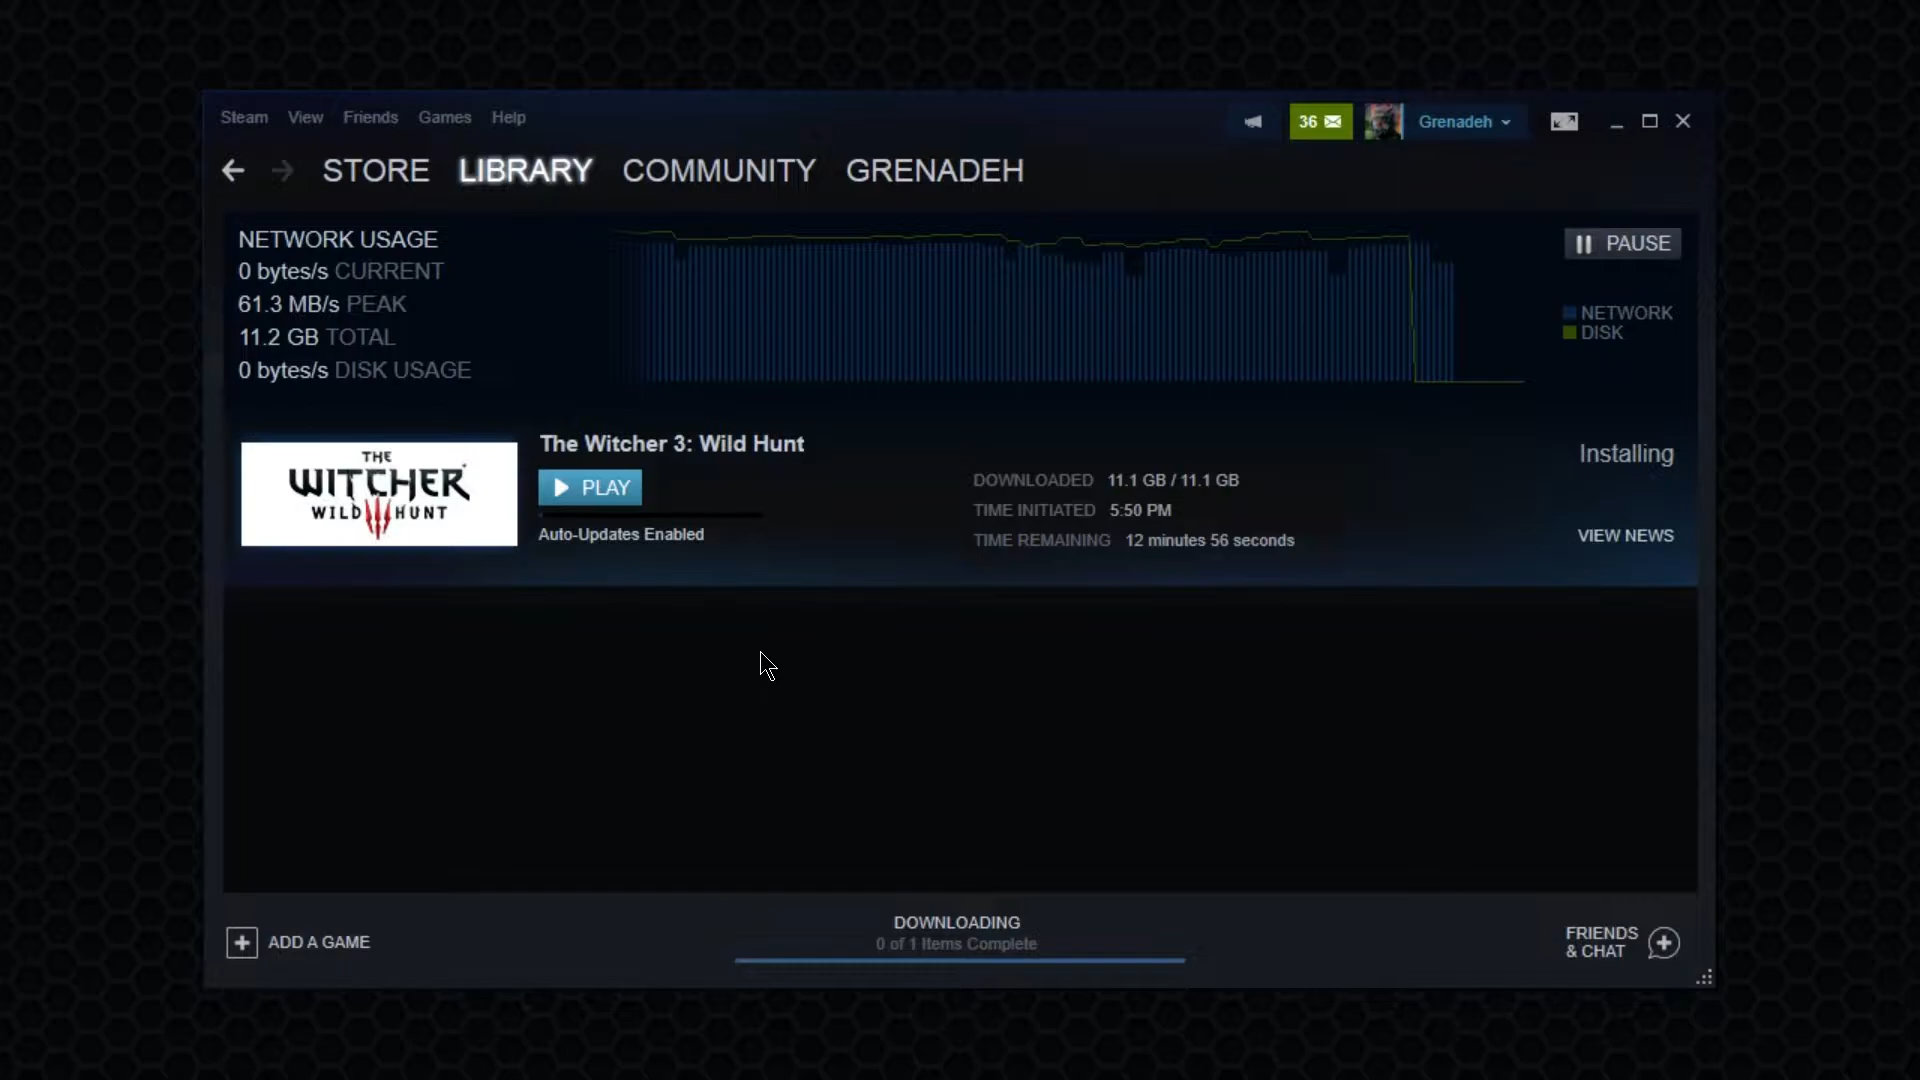 Steam View Friends Games Help
36
Grenadeh
STORE LIBRARY COMMUNITY GRENADEH
NETWORK USAGE
0 bytes/s CURRENT
61.3 MB/s PEAK
11.2 GB TOTAL
0 bytes/s DISK USAGE
PAUSE
NETWORK
DISK
THE
WITCHER
WILD HUNT
The Witcher 3: Wild Hunt
PLAY
Auto-Updates Enabled
DOWNLOADED 11.1 GB / 11.1 GB
TIME INITIATED 5:50 PM
TIME REMAINING 12 minutes 56 seconds
Installing
VIEW NEWS
ADD A GAME
DOWNLOADING
0 of 1 Items Complete
FRIENDS
& CHAT